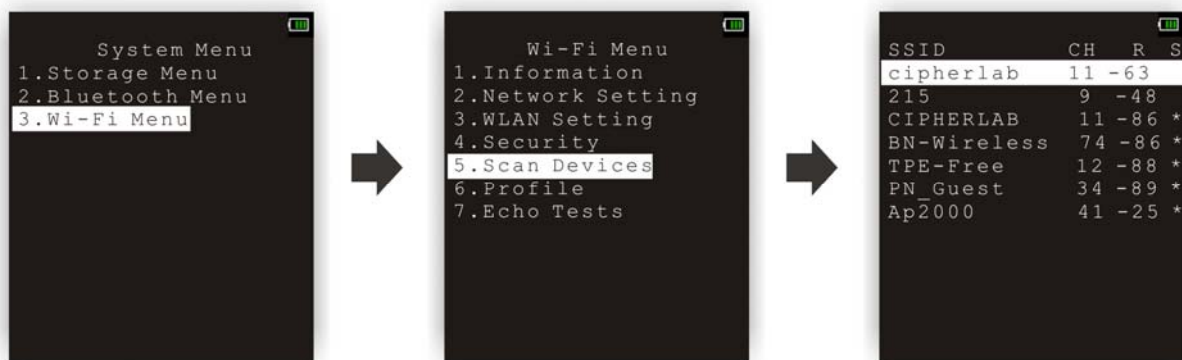 System Menu
1.Storage Menu
2.Bluetooth Menu
3.Wi-Fi Menu
Wi-Fi Menu
1.Information
2.Network Setting
3.WLAN Setting
4.Security
5.Scan Devices
6.Profile
7.Echo Tests
SSID CH R S
cipherlab 11 -63
215 9 -48
CIPHERLAB 11 -86 *
BN-Wireless 74 -86 *
TPE-Free 12 -88 *
PN_Guest 34 -89 *
Ap2000 41 -25 *